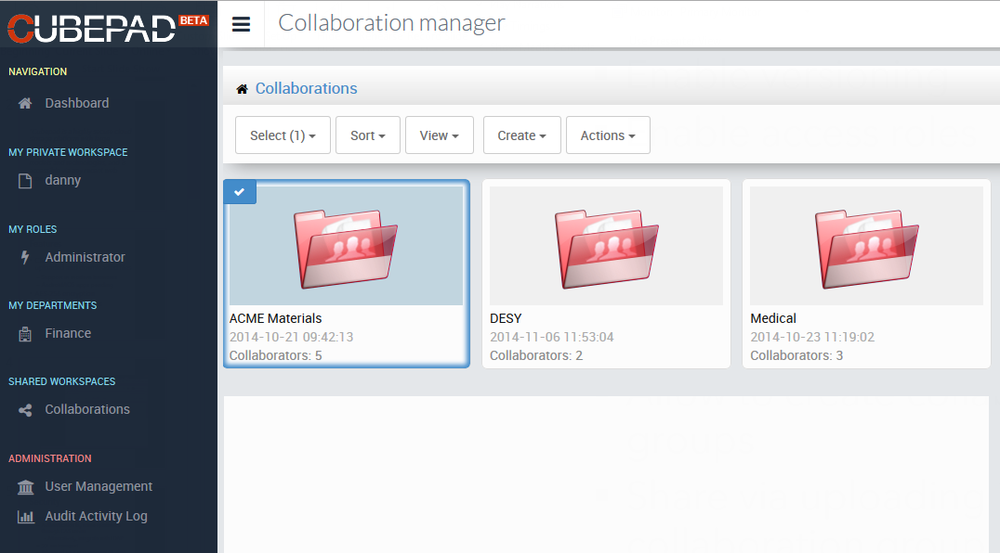 CUBEPAD BETA
Collaboration manager
NAVIGATION
Dashboard
MY PRIVATE WORKSPACE
danny
MY ROLES
Administrator
MY DEPARTMENTS
Finance
SHARED WORKSPACES
Collaborations
ADMINISTRATION
User Management
Audit Activity Log
Collaborations
Select (1) Sort View Create Actions
ACME Materials
2014-10-21 09:42:13
Collaborators: 5
DESY
2014-11-06 11:53:04
Collaborators: 2
Medical
2014-10-23 11:19:02
Collaborators: 3